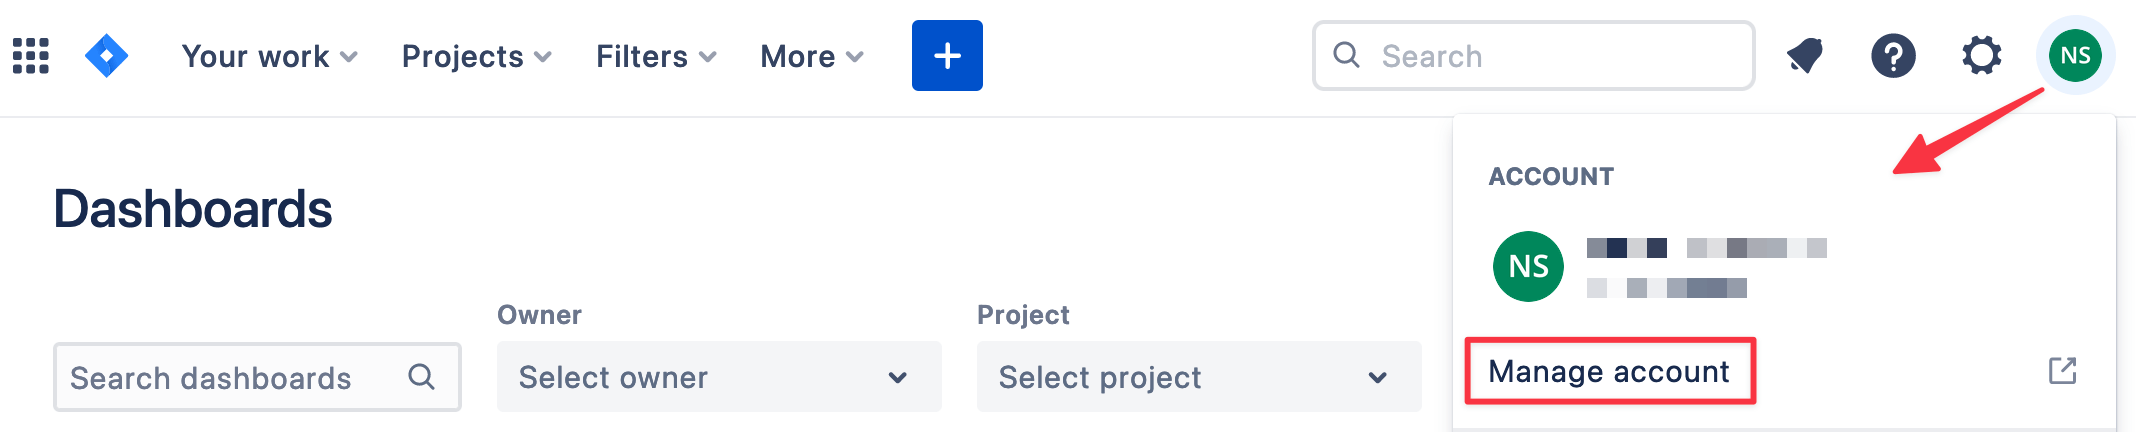 Your work Projects Filters More + Search ? NS
ACCOUNT
Dashboards
NS
Owner Project
Search dashboards Select owner Select project
Manage account